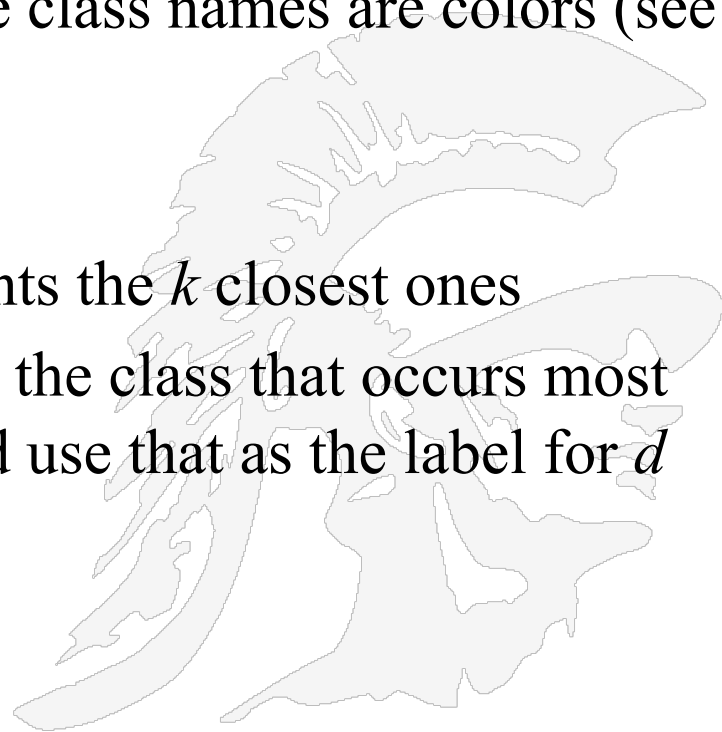 e class names are colors (see
nts the k closest ones
the class that occurs most
d use that as the label for d